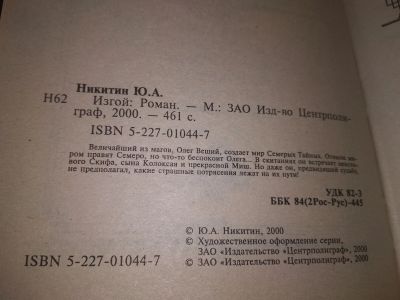 Никитин Ю.А.
Н62
Изгой: Роман. — М.: ЗАО Изд-во Центрполи-
граф, 2000. — 461 с.
ISBN 5-227-01044-7
Величайший из магов, Олег Вещий, создает мир Семерых Тайных. Отныне ми-
ром правят Семеро, но что-то беспокоит Олега... В скитаниях он встречает неисто-
вого Скифа, сына Колоксая и прекрасной Миш. Но даже он, предвидящий судьбу,
не предполагал, какие страшные потрясения лежат на их пути!
УДК 82-3
ББК 84(2Рос-Рус)-445
© Ю.А. Никитин, 2000
© Художественное оформление серии,
ЗАО «Издательство «Центрполиграф», 2000
ISBN 5-227-01044-7
© ЗАО «Издательство «Центрполиграф», 2000